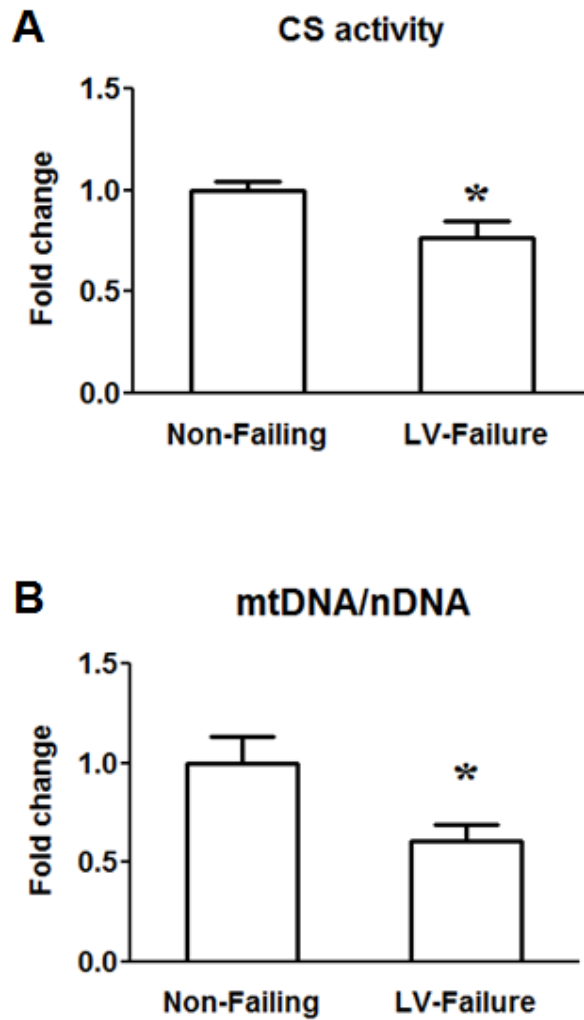 A
CS activity
Fold change
1.5
1.0
0.5
0.0
*
Non-Failing LV-Failure
B
mtDNA/nDNA
Fold change
1.5
1.0
0.5
0.0
*
Non-Failing LV-Failure